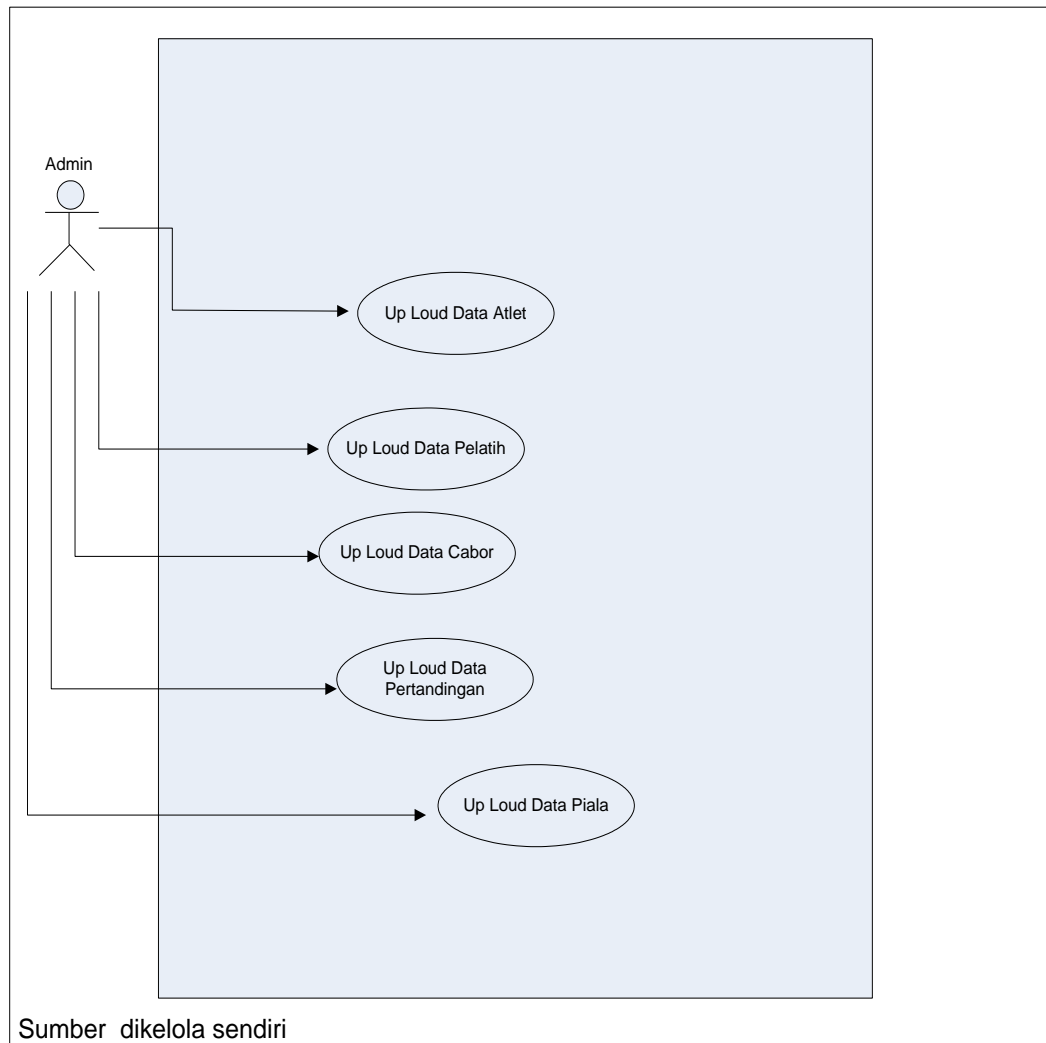 Admin
Up Loud Data Atlet
Up Loud Data Pelatih
Up Loud Data Cabor
Up Loud Data
Pertandingan
Up Loud Data Piala
Sumber  dikelola sendiri